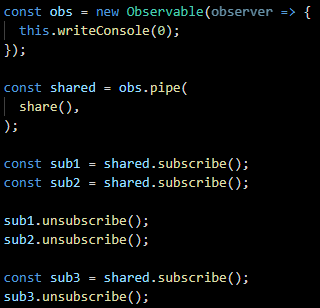 const obs = new Observable(observer => {
  this.writeConsole(0);
});

const shared = obs.pipe(
  share(),
);

const sub1 = shared.subscribe();
const sub2 = shared.subscribe();

sub1.unsubscribe();
sub2.unsubscribe();

const sub3 = shared.subscribe();
sub3.unsubscribe();